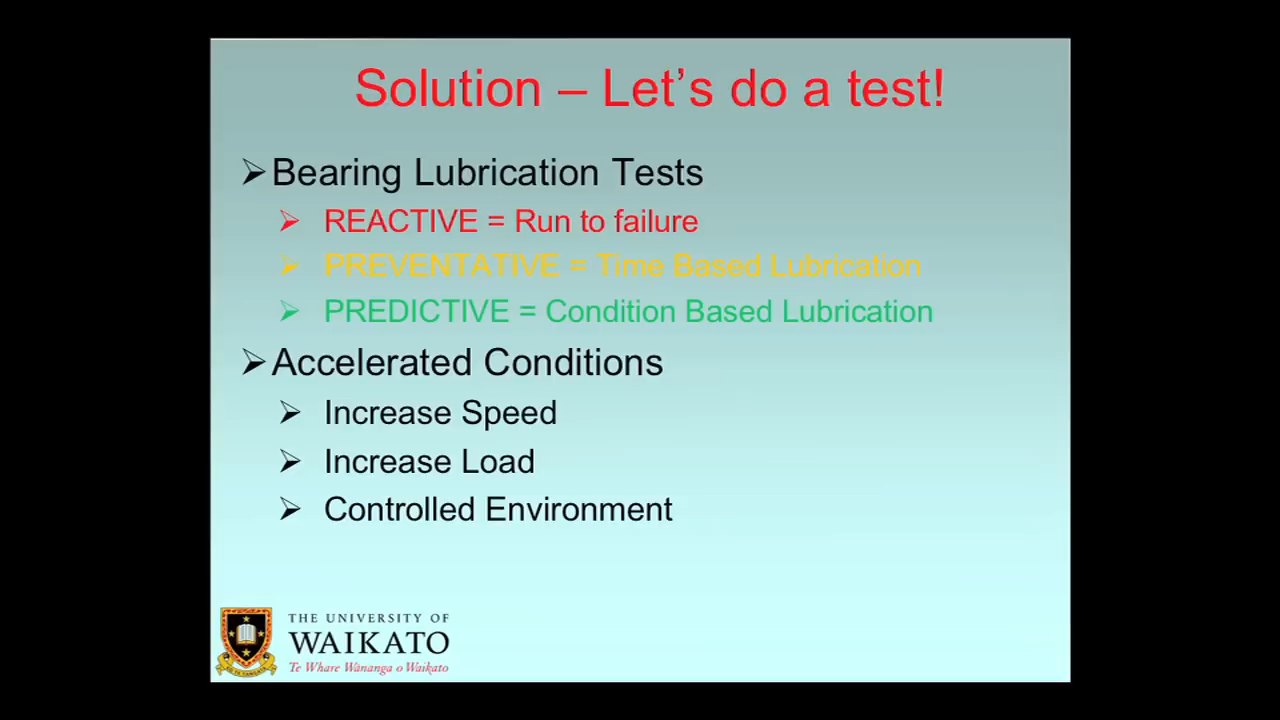 Solution – Let's do a test!
Bearing Lubrication Tests
REACTIVE = Run to failure
PREVENTATIVE = Time Based Lubrication
PREDICTIVE = Condition Based Lubrication
Accelerated Conditions
Increase Speed
Increase Load
Controlled Environment
THE UNIVERSITY OF
WAIKATO
Te Whare Wānanga o Waikato